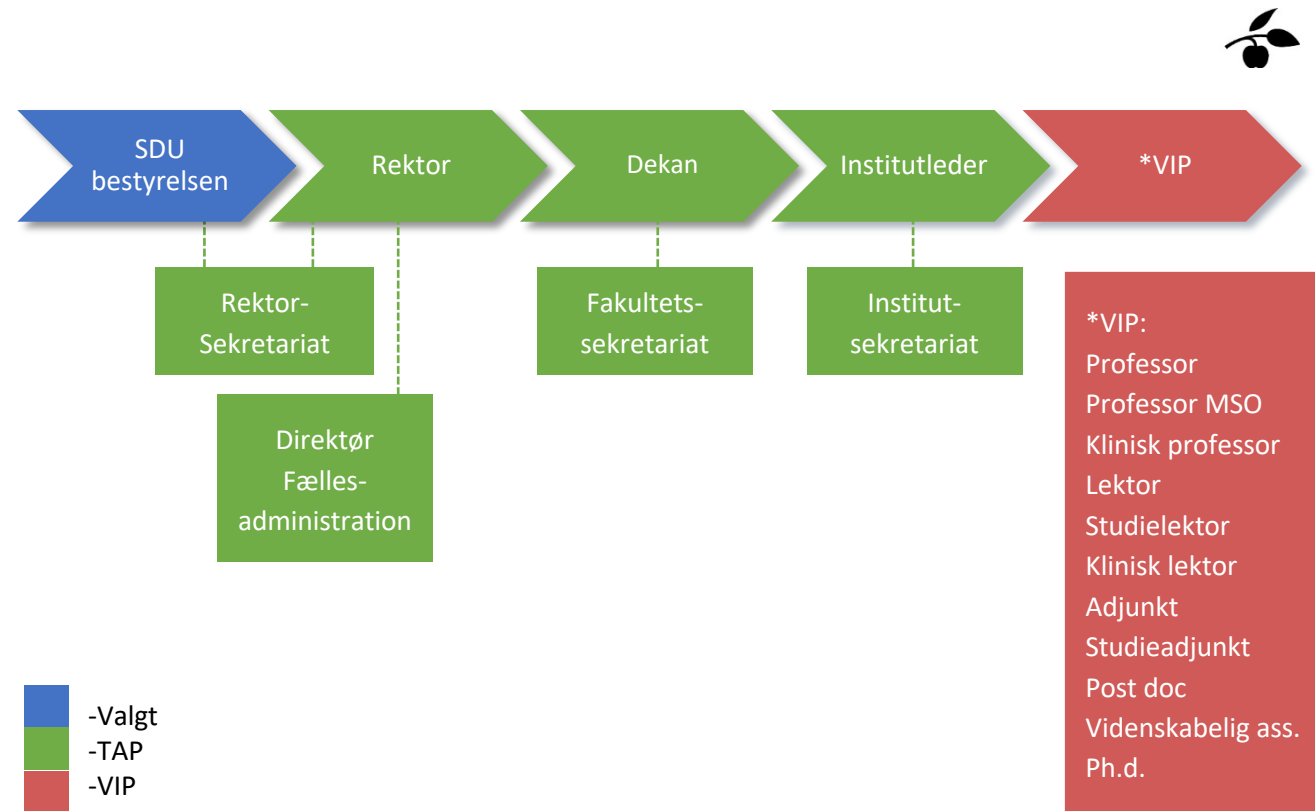 SDU
bestyrelsen
Rektor
Dekan
Institutleder
*VIP
Rektor-
Sekretariat
Fakultets-
sekretariat
Institut-
sekretariat
Direktør
Fælles-
administration
*VIP:
Professor
Professor MSO
Klinisk professor
Lektor
Studielektor
Klinisk lektor
Adjunkt
Studieadjunkt
Post doc
Videnskabelig ass.
Ph.d.
-Valgt
-TAP
-VIP